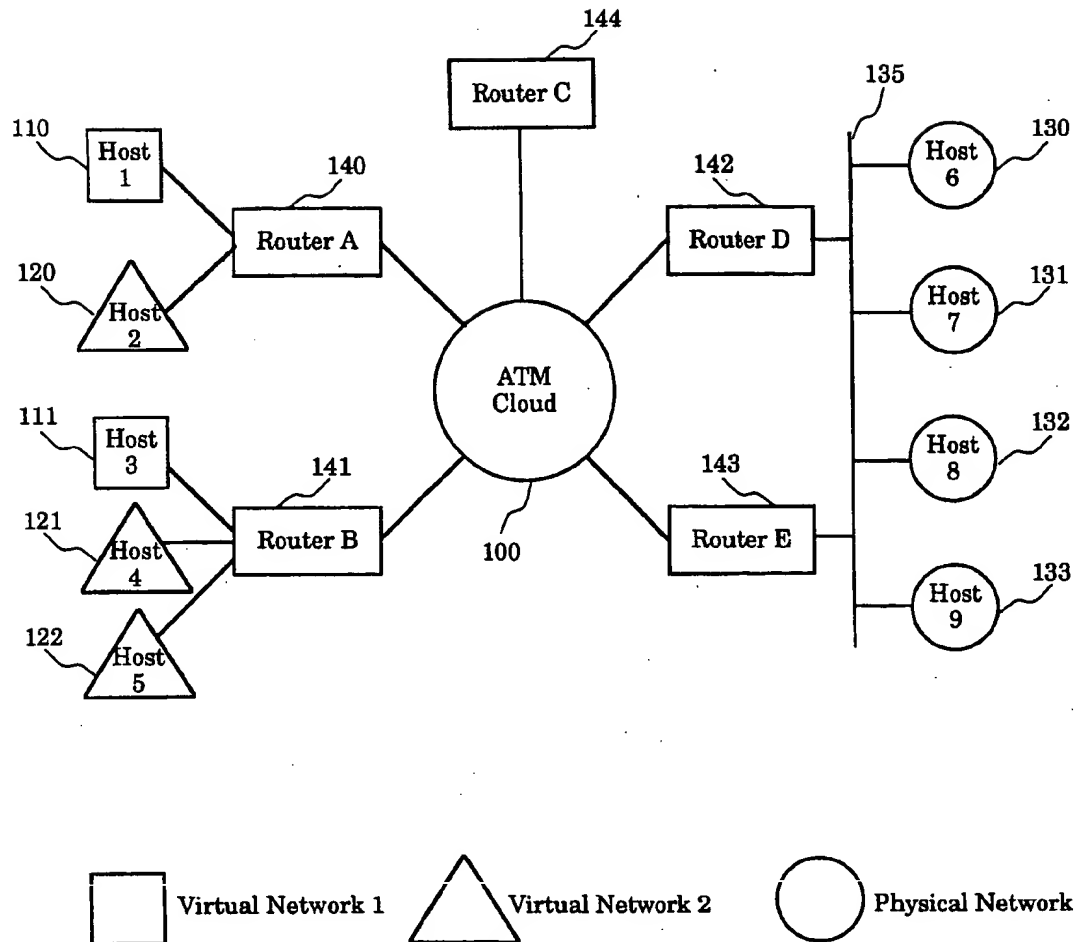 144
Router C
135
110
Host
1
140
Router A
142
Router D
Host
6
130
120
Host
2
Host
7
131
ATM
Cloud
111
Host
3
141
Router B
143
Router E
Host
8
132
121
Host
4
100
Host
9
133
122
Host
5
Virtual Network 1
Virtual Network 2
Physical Network